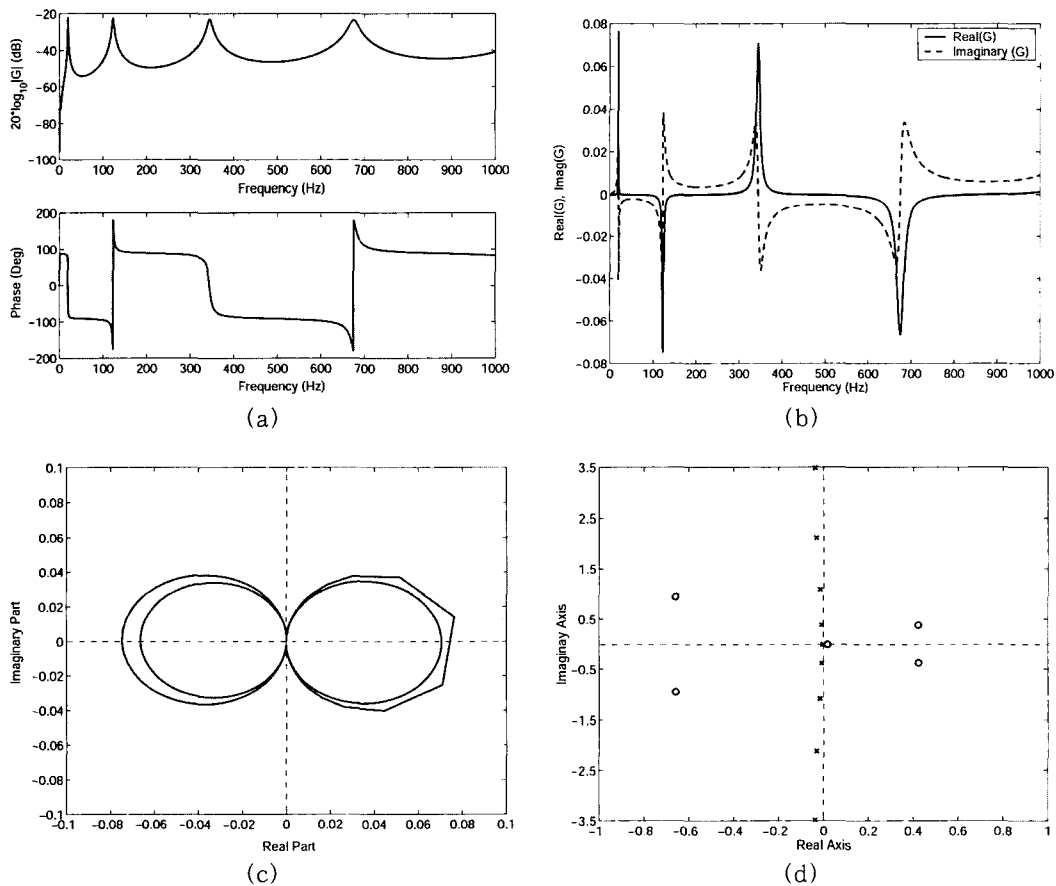 20*log10|G| (dB)
-20
-40
-60
-80
-100
0 100 200 300 400 500 600 700 800 900 1000
Frequency (Hz)
Phase (Deg)
200
100
0
-100
-200
0 100 200 300 400 500 600 700 800 900 1000
Frequency (Hz)
(a)
Real(G), Imag(G)
0.08
0.06
0.04
0.02
0
-0.02
-0.04
-0.06
-0.08
Real(G)
Imaginary (G)
0 100 200 300 400 500 600 700 800 900 1000
Frequency (Hz)
(b)
Imaginary Part
0.1
0.08
0.06
0.04
0.02
0
-0.02
-0.04
-0.06
-0.08
-0.1
-0.1 -0.08 -0.06 -0.04 -0.02 0 0.02 0.04 0.06 0.08 0.1
Real Part
(c)
Imaginay Axis
3.5
2.5
1.5
0.5
-0.5
-1.5
-2.5
-3.5
-1 -0.8 -0.6 -0.4 -0.2 0 0.2 0.4 0.6 0.8 1
Real Axis
(d)